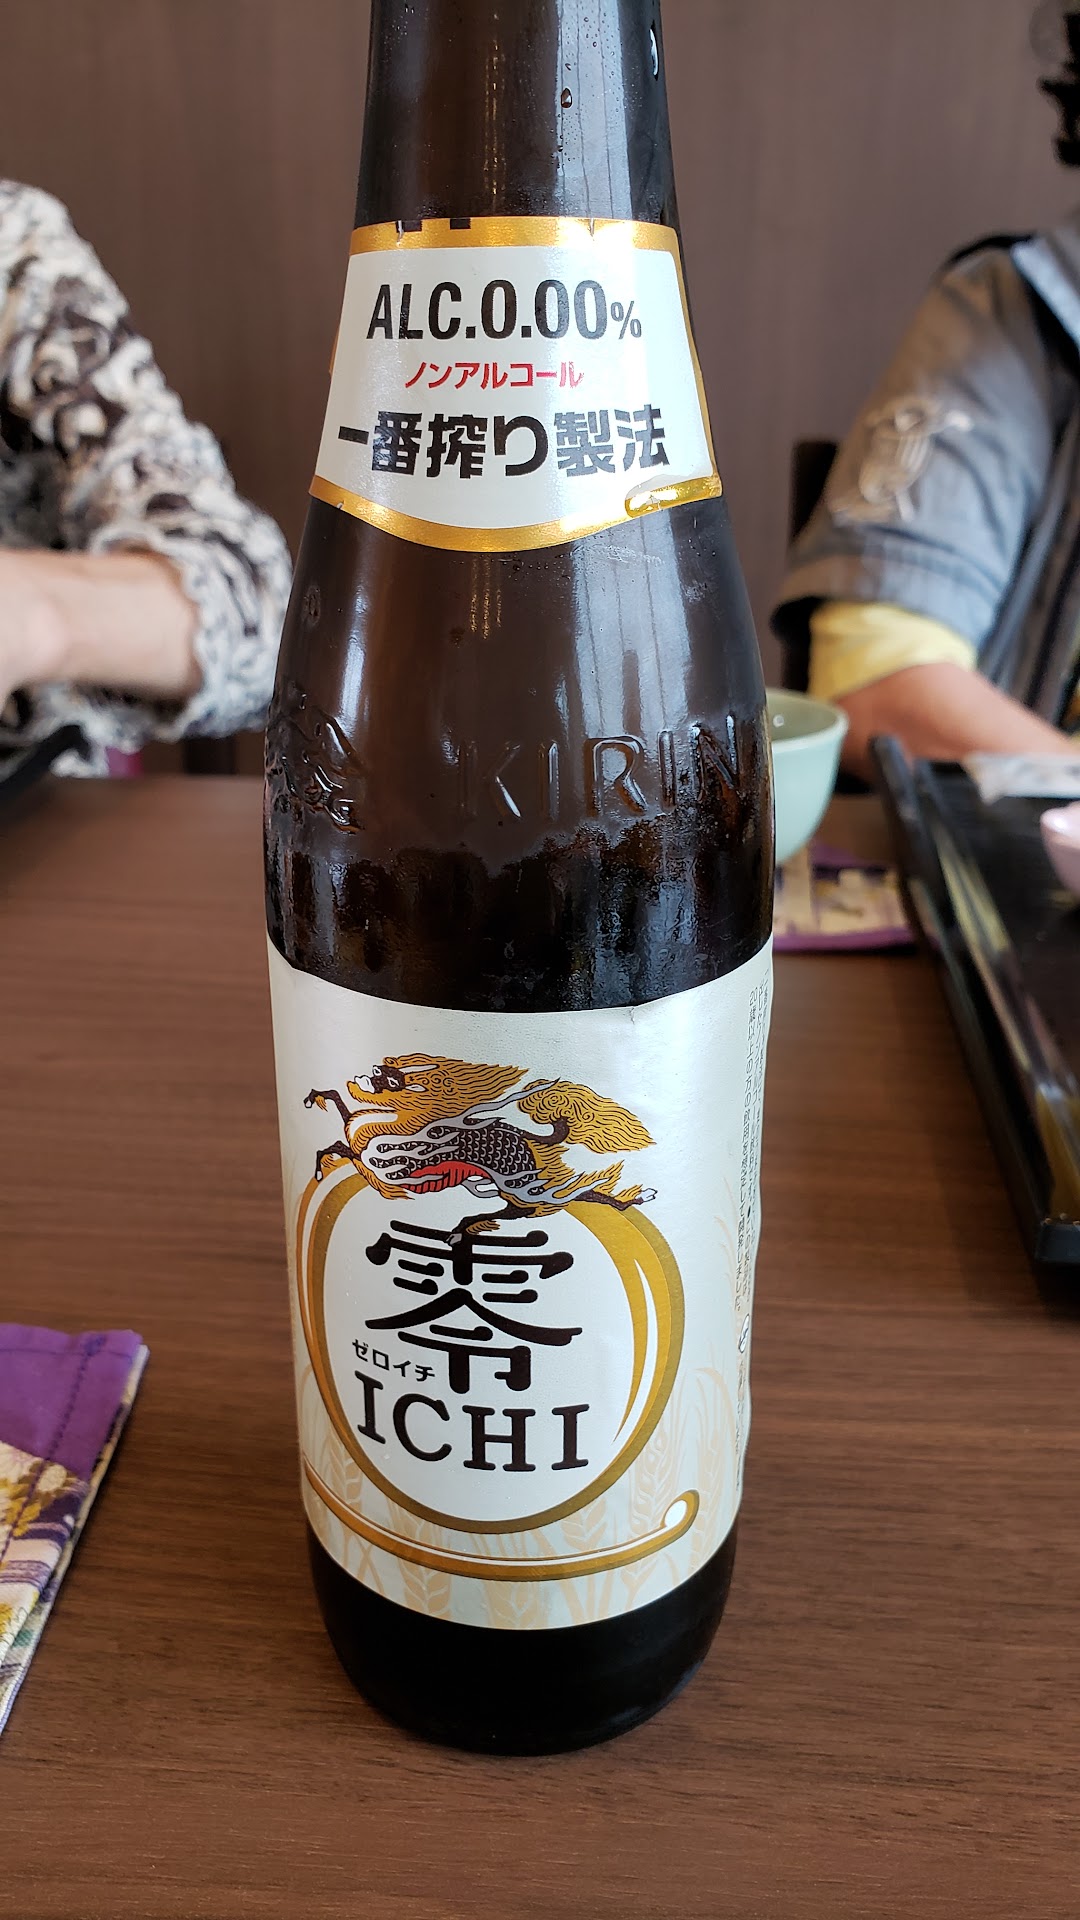 ALC.0.00%
ノンアルコール
一番搾り製法
KIRIN
零
ゼロイチ
ICHI